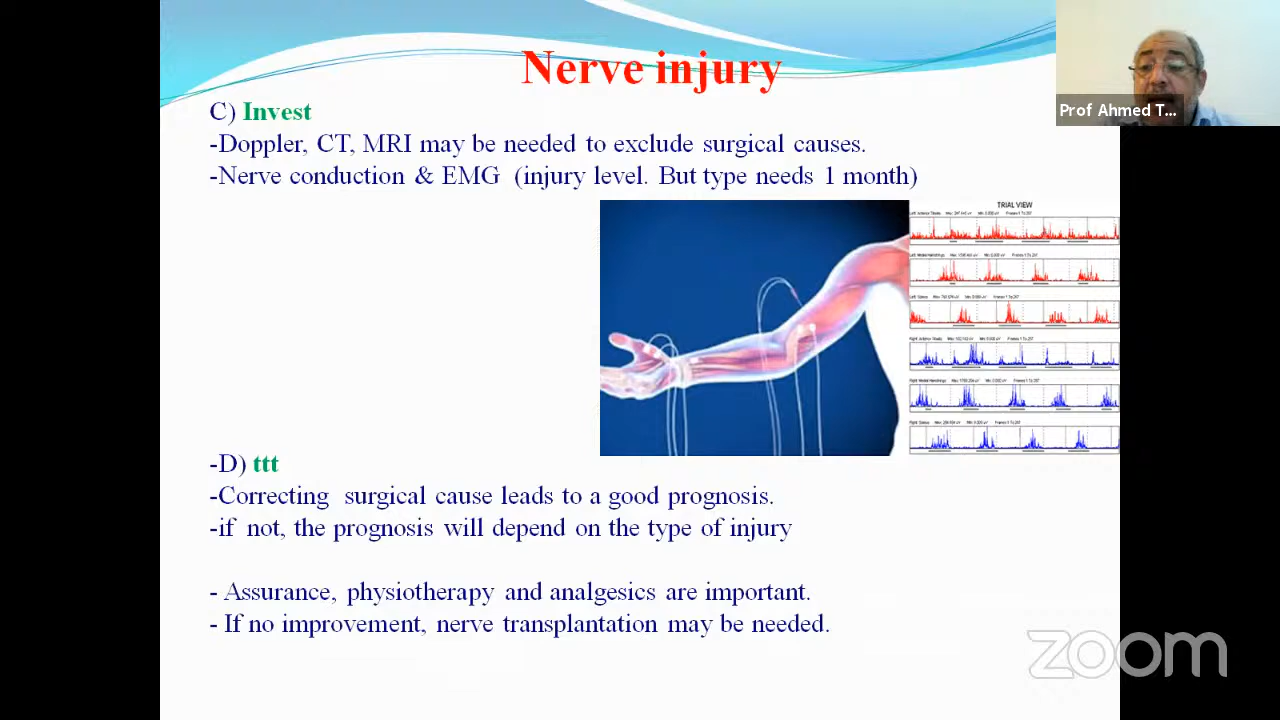 Nerve injury
Prof Ahmed T...
C) Invest
-Doppler, CT, MRI may be needed to exclude surgical causes.
-Nerve conduction & EMG (injury level. But type needs 1 month)
TRIAL VIEW
-D) ttt
-Correcting surgical cause leads to a good prognosis.
-if not, the prognosis will depend on the type of injury
- Assurance, physiotherapy and analgesics are important.
- If no improvement, nerve transplantation may be needed.
zoom